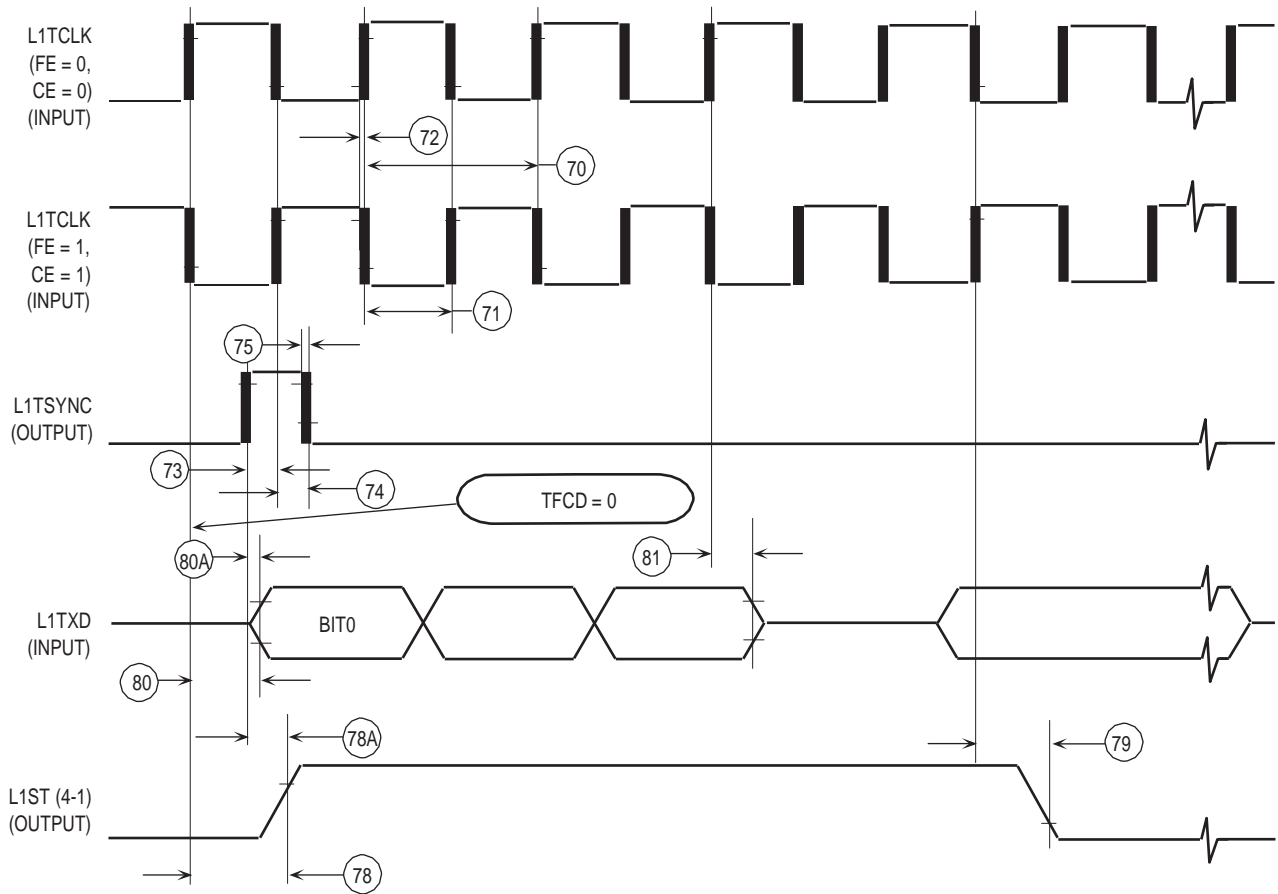 L1TCLK
(FE = 0,
CE = 0)
(INPUT)
72
70
L1TCLK
(FE = 1,
CE = 1)
(INPUT)
71
75
L1TSYNC
(OUTPUT)
73
74
TFCD = 0
80A
81
L1TXD
(INPUT)
BIT0
80
78A
79
L1ST (4-1)
(OUTPUT)
78